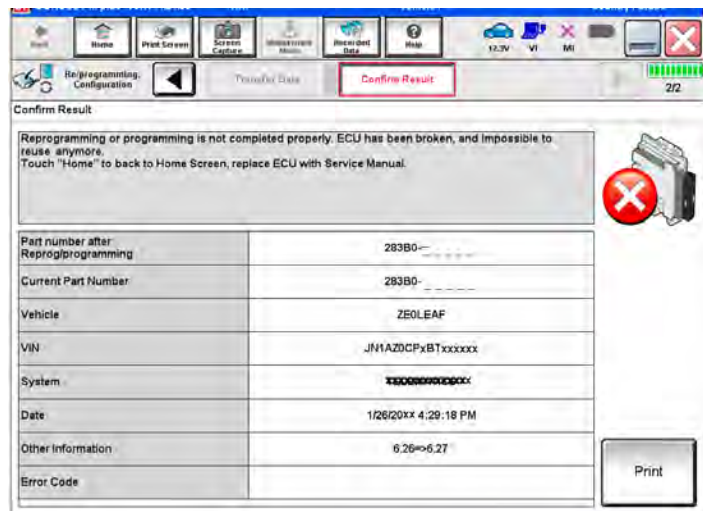 Home
Print Screen
Screen
Capture
Recorded
Data
Help
12.3V
VI
MI
Re/programming,
Configuration
Transfer Data
Confirm Result
2/2
Confirm Result
Reprogramming or programming is not completed properly. ECU has been broken, and impossible to
reuse anymore.
Touch "Home" to back to Home Screen, replace ECU with Service Manual.
Part number after
Reprog/programming
283B0-_ _ _ _ _
Current Part Number
283B0-_ _ _ _ _
Vehicle
ZE0LEAF
VIN
JN1AZ0CPxBTxxxxxx
System
Date
1/26/20xx 4:29:18 PM
Other Information
6.26=>6.27
Error Code
Print